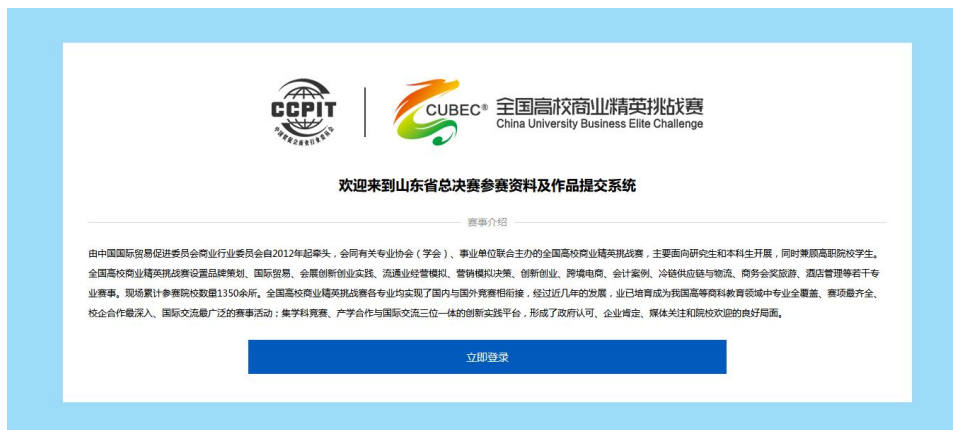 CCPIT
中国贸促会商业行业委员会
CUBEC®
全国高校商业精英挑战赛
China University Business Elite Challenge
欢迎来到山东省总决赛参赛资料及作品提交系统
赛事介绍
由中国国际贸易促进委员会商业行业委员会自2012年起牵头，会同有关专业协会（学会）、事业单位联合主办的全国高校商业精英挑战赛，主要面向研究生和本科生开展，同时兼顾高职院校学生。
全国高校商业精英挑战赛设置品牌策划、国际贸易、会展创新创业实践、流通业经营模拟、营销模拟决策、创新创业、跨境电商、会计案例、冷链供应链与物流、商务会奖旅游、酒店管理等若干专
业赛事。现场累计参赛院校数量1350余所。全国高校商业精英挑战赛各专业均实现了国内与国外竞赛相衔接，经过近几年的发展，业已培育成为我国高等商科教育领域中专业全覆盖、赛项最齐全、
校企合作最深入、国际交流最广泛的赛事活动；集学科竞赛、产学合作与国际交流三位一体的创新实践平台，形成了政府认可、企业肯定、媒体关注和院校欢迎的良好局面。
立即登录